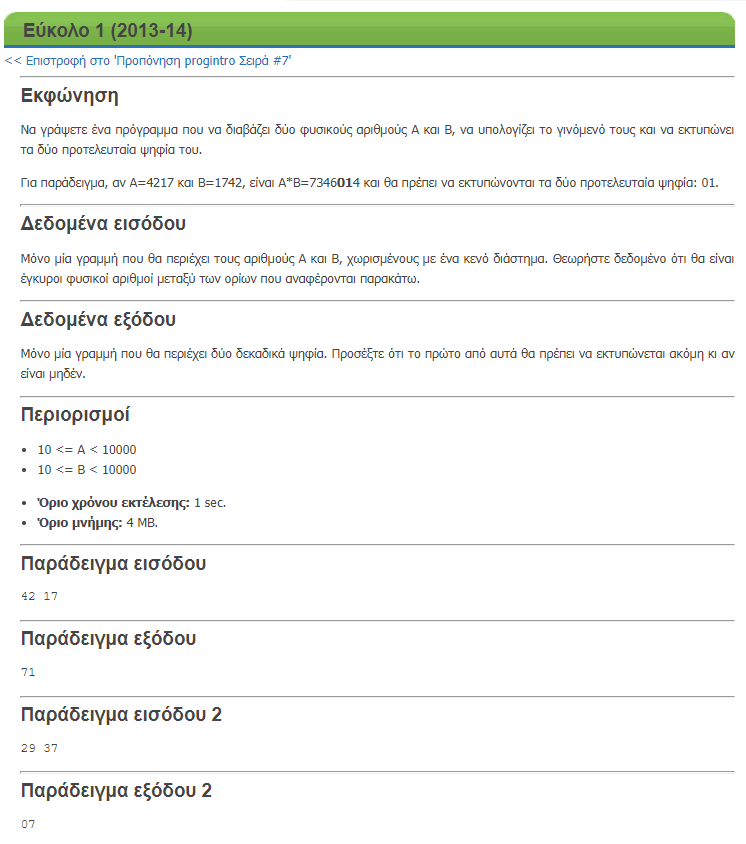 Εύκολο 1 (2013-14)
<< Επιστροφή στο 'Προπόνηση progintro Σειρά #7'
Εκφώνηση
Να γράψετε ένα πρόγραμμα που να διαβάζει δύο φυσικούς αριθμούς A και B, να υπολογίζει το γινόμενό τους και να εκτυπώνει
τα δύο προτελευταία ψηφία του.
Για παράδειγμα, αν A=4217 και B=1742, είναι A*B=7346014 και θα πρέπει να εκτυπώνονται τα δύο προτελευταία ψηφία: 01.
Δεδομένα εισόδου
Μόνο μία γραμμή που θα περιέχει τους αριθμούς A και B, χωρισμένους με ένα κενό διάστημα. Θεωρήστε δεδομένο ότι θα είναι
έγκυροι φυσικοί αριθμοί μεταξύ των ορίων που αναφέρονται παρακάτω.
Δεδομένα εξόδου
Μόνο μία γραμμή που θα περιέχει δύο δεκαδικά ψηφία. Προσέξτε ότι το πρώτο από αυτά θα πρέπει να εκτυπώνεται ακόμη κι αν
είναι μηδέν.
Περιορισμοί
• 10 <= A < 10000
• 10 <= B < 10000
• Όριο χρόνου εκτέλεσης: 1 sec.
• Όριο μνήμης: 4 MB.
Παράδειγμα εισόδου
42 17
Παράδειγμα εξόδου
71
Παράδειγμα εισόδου 2
29 37
Παράδειγμα εξόδου 2
07